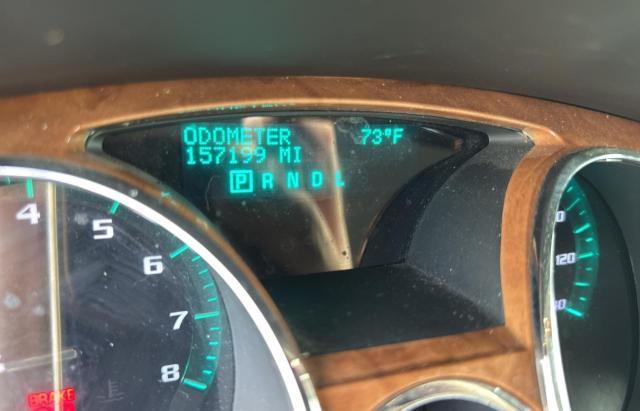 ODOMETER 73°F
157199 MI
P R N D L
4
5
6
7
8
120
BRAKE